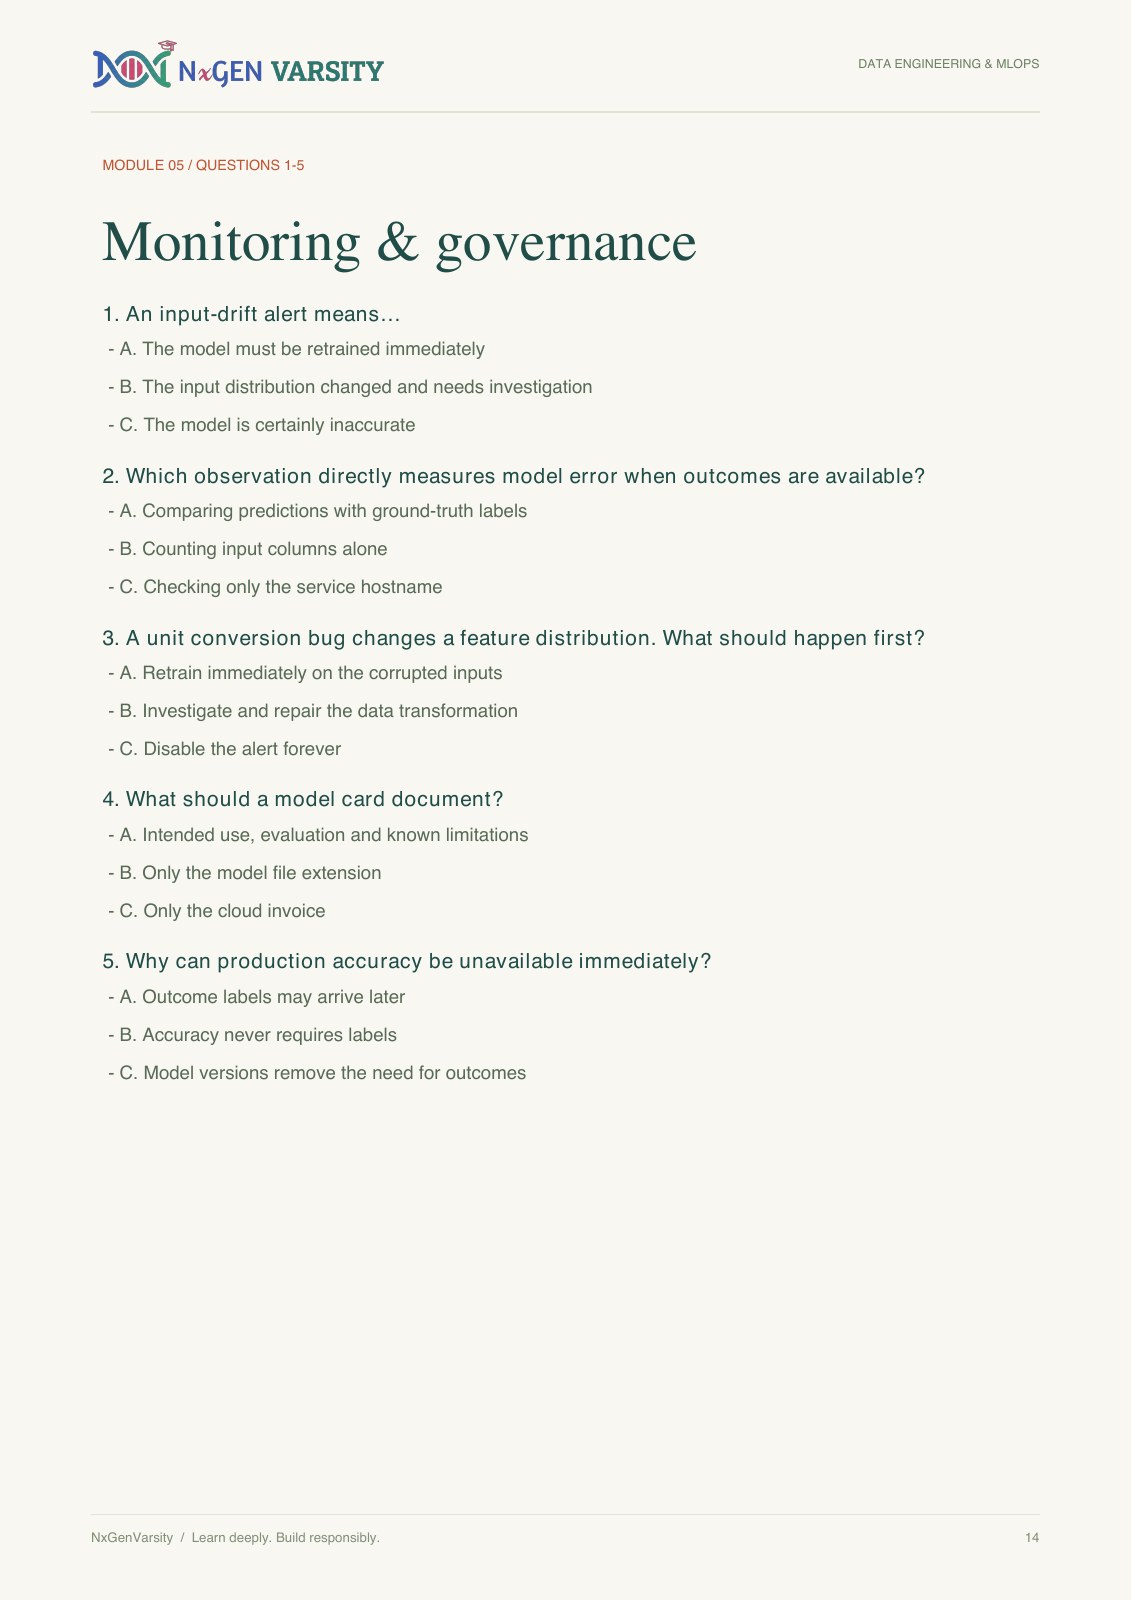 NxGEN VARSITY
DATA ENGINEERING & MLOPS
MODULE 05 / QUESTIONS 1-5
Monitoring & governance
1. An input-drift alert means…
- A. The model must be retrained immediately
- B. The input distribution changed and needs investigation
- C. The model is certainly inaccurate
2. Which observation directly measures model error when outcomes are available?
- A. Comparing predictions with ground-truth labels
- B. Counting input columns alone
- C. Checking only the service hostname
3. A unit conversion bug changes a feature distribution. What should happen first?
- A. Retrain immediately on the corrupted inputs
- B. Investigate and repair the data transformation
- C. Disable the alert forever
4. What should a model card document?
- A. Intended use, evaluation and known limitations
- B. Only the model file extension
- C. Only the cloud invoice
5. Why can production accuracy be unavailable immediately?
- A. Outcome labels may arrive later
- B. Accuracy never requires labels
- C. Model versions remove the need for outcomes
NxGenVarsity / Learn deeply. Build responsibly.
14